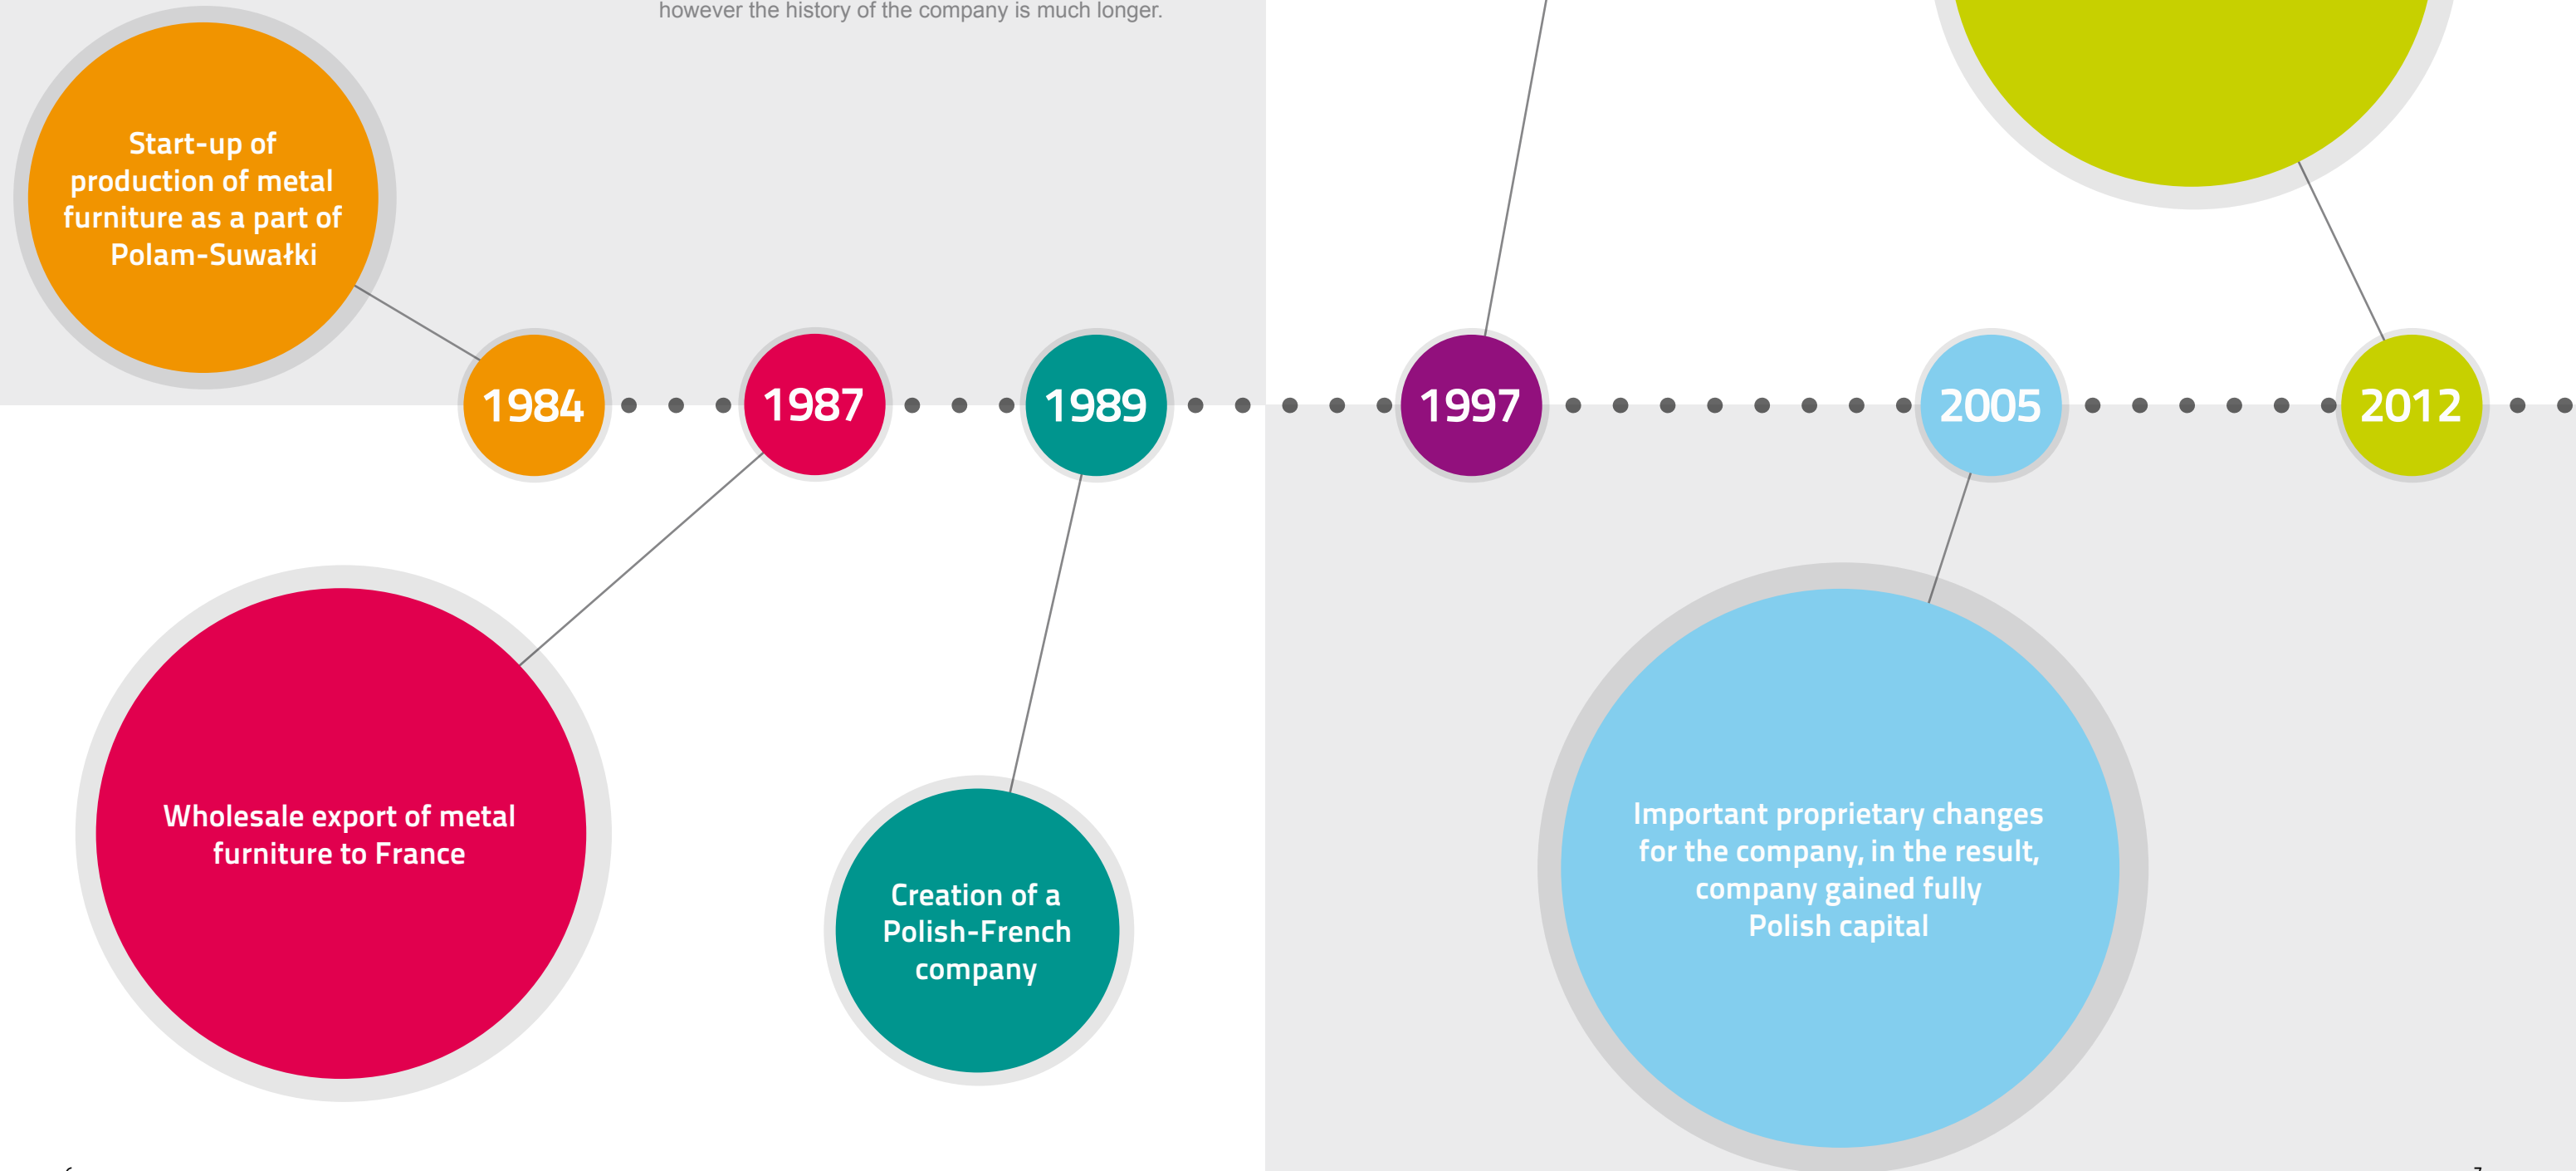 however the history of the company is much longer.
Start-up of
production of metal
furniture as a part of
Polam-Suwałki
1984
1987
1989
1997
2005
2012
Wholesale export of metal
furniture to France
Creation of a
Polish-French
company
Important proprietary changes
for the company, in the result,
company gained fully
Polish capital